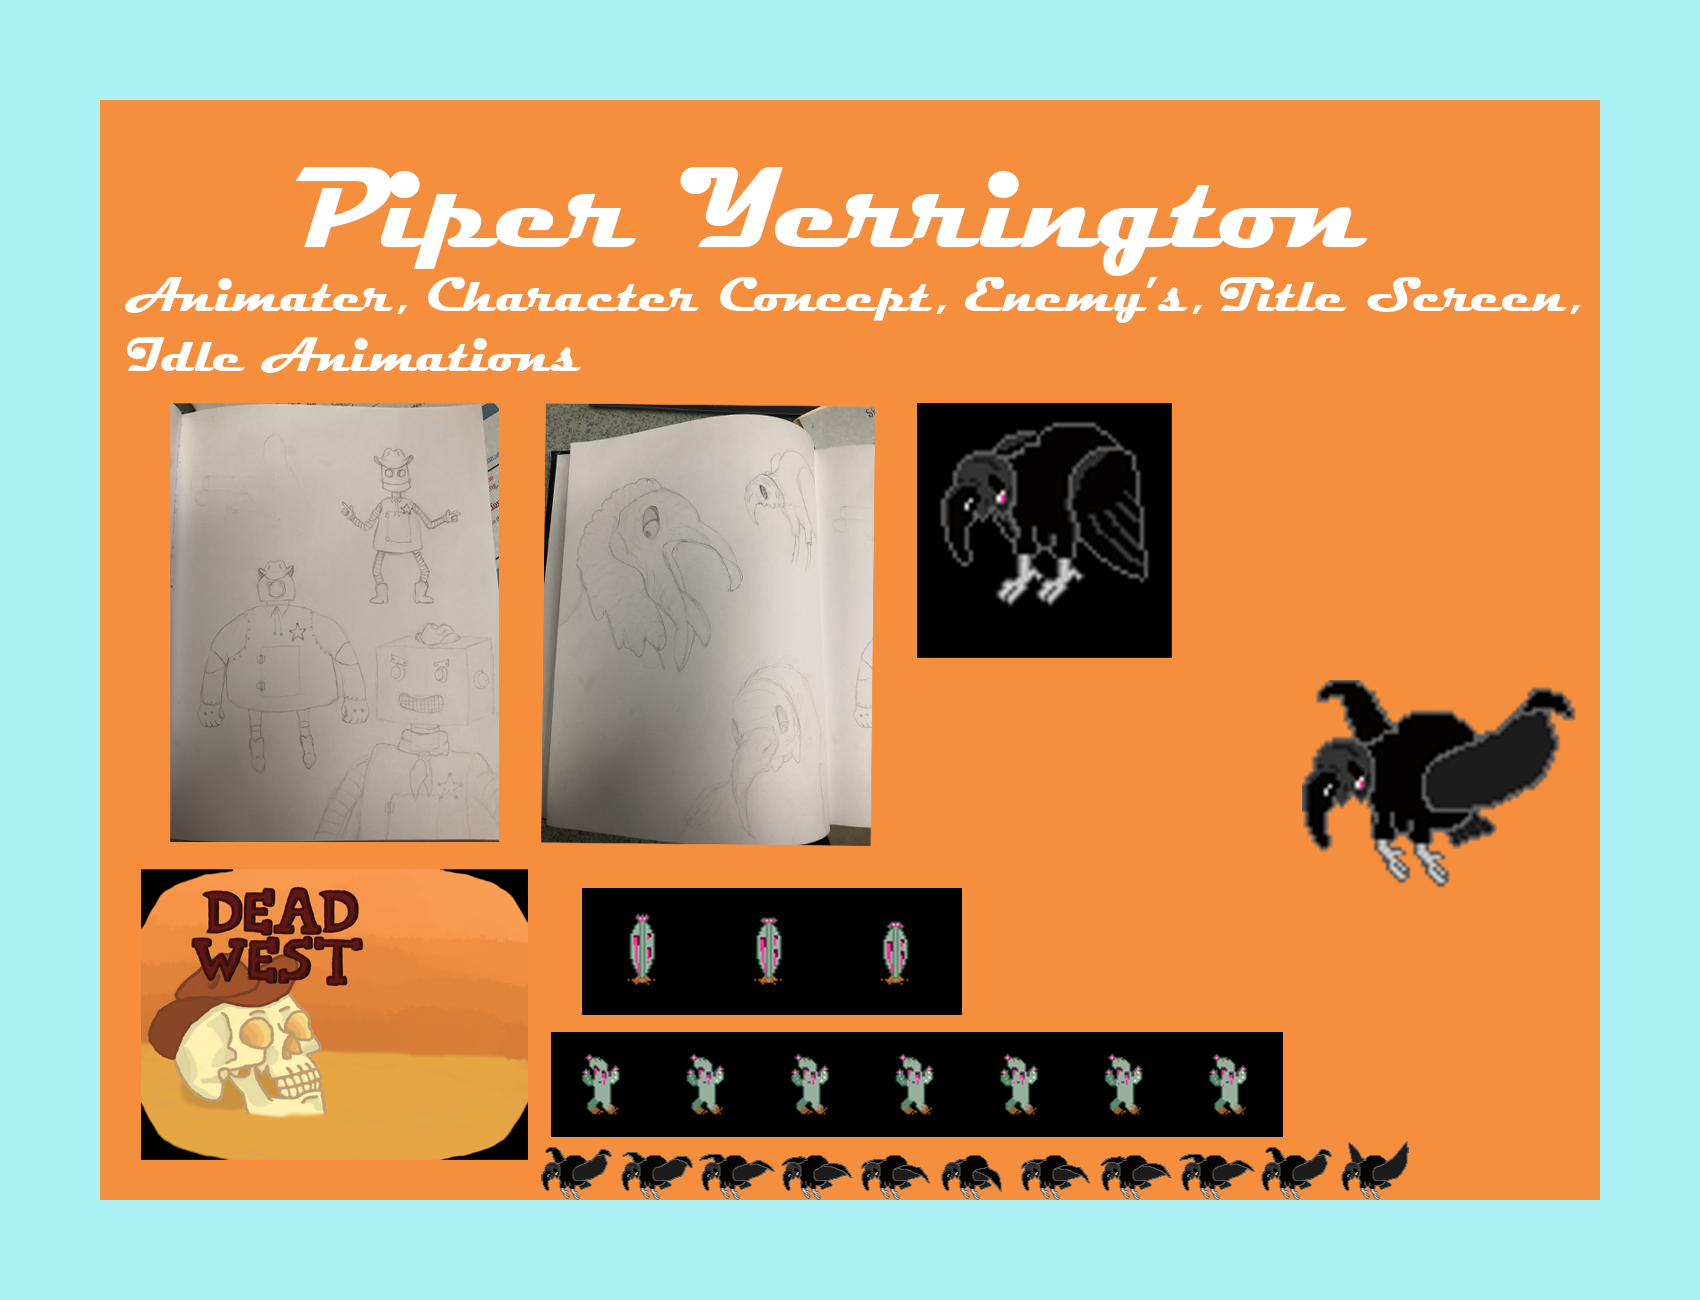 Piper Yerrington
Animater, Character Concept, Enemy's, Title Screen,
Idle Animations
DEAD
WEST